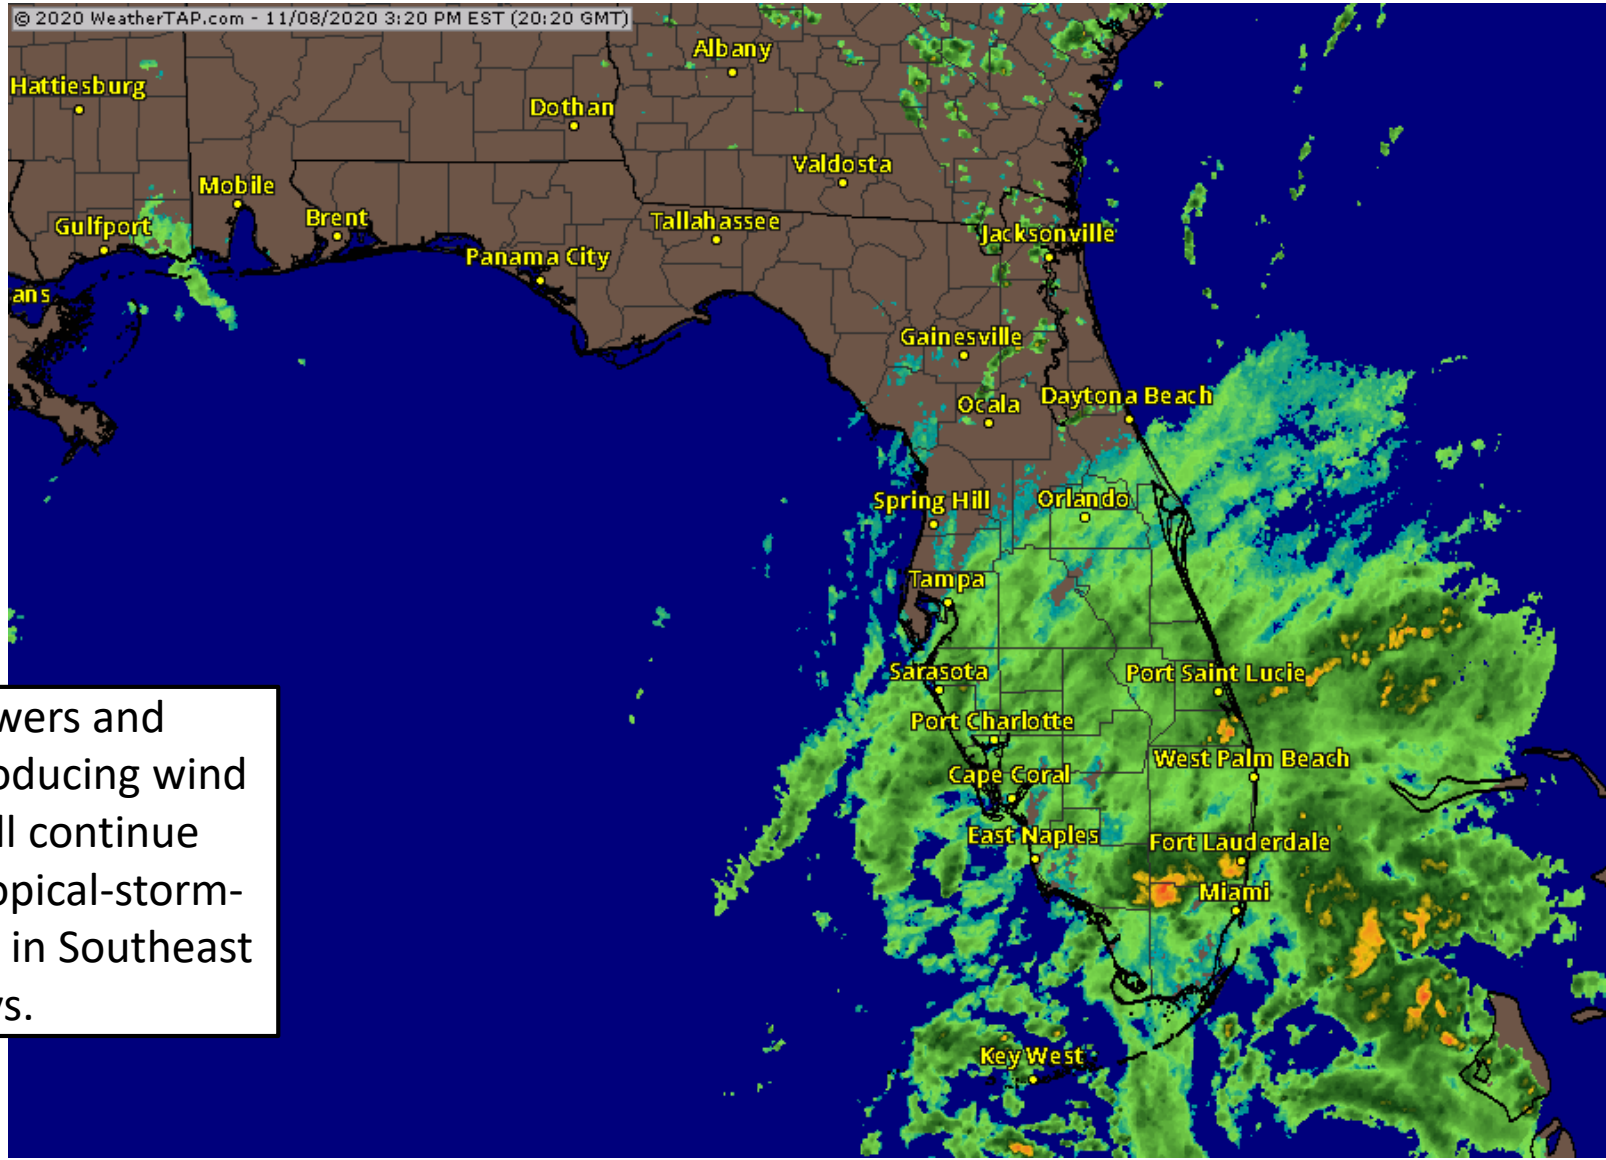 © 2020 WeatherTAP.com - 11/08/2020 3:20 PM EST (20:20 GMT)
Albany
Hattiesburg
Dothan
Valdosta
Mobile
Brent
Tallahassee
Gulfport
Jacksonville
Panama City
ans
Gainesville
Daytona Beach
Ocala
Spring Hill
Orlando
Tampa
Sarasota
Port Saint Lucie
Port Charlotte
West Palm Beach
Cape Coral
East Naples
Fort Lauderdale
Miami
Key West
wers and
oducing wind
ll continue
opical-storm-
in Southeast
s.